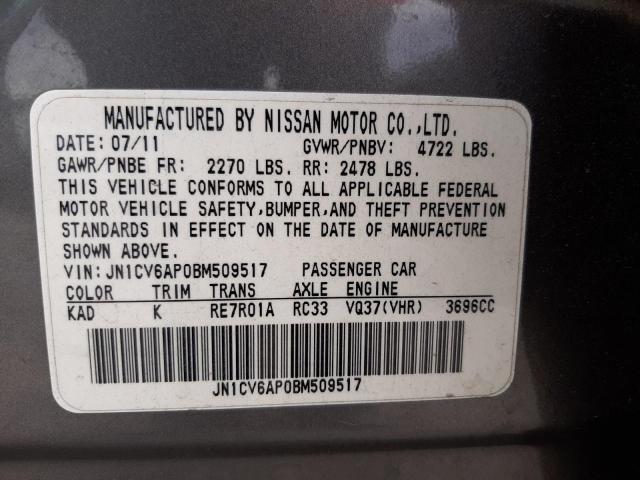 MANUFACTURED BY NISSAN MOTOR CO.,LTD.
DATE: 07/11 GVWR/PNBV: 4722 LBS.
GAWR/PNBE FR: 2270 LBS. RR: 2478 LBS.
THIS VEHICLE CONFORMS TO ALL APPLICABLE FEDERAL
MOTOR VEHICLE SAFETY,BUMPER,AND THEFT PREVENTION
STANDARDS IN EFFECT ON THE DATE OF MANUFACTURE
SHOWN ABOVE.
VIN: JN1CV6AP0BM509517 PASSENGER CAR
COLOR TRIM TRANS AXLE ENGINE
KAD K RE7R01A RC33 VQ37(VHR) 3696CC
JN1CV6AP0BM509517